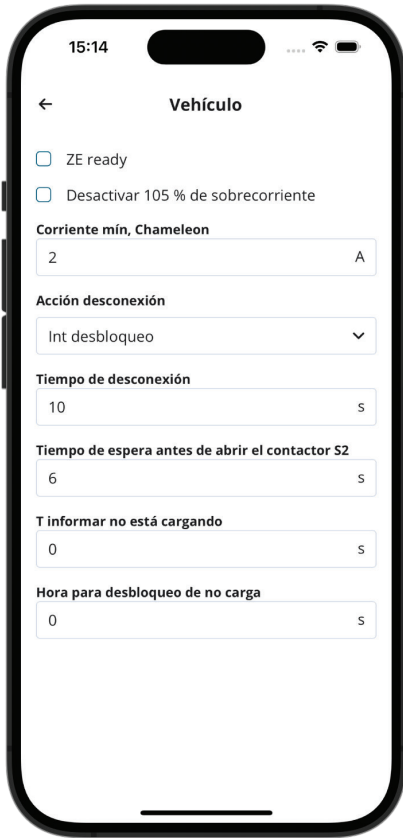 15:14
Vehículo
ZE ready
Desactivar 105 % de sobrecorriente
Corriente mín, Chameleon
2 A
Acción desconexión
Int desbloqueo
Tiempo de desconexión
10 s
Tiempo de espera antes de abrir el contactor S2
6 s
T informar no está cargando
0 s
Hora para desbloqueo de no carga
0 s